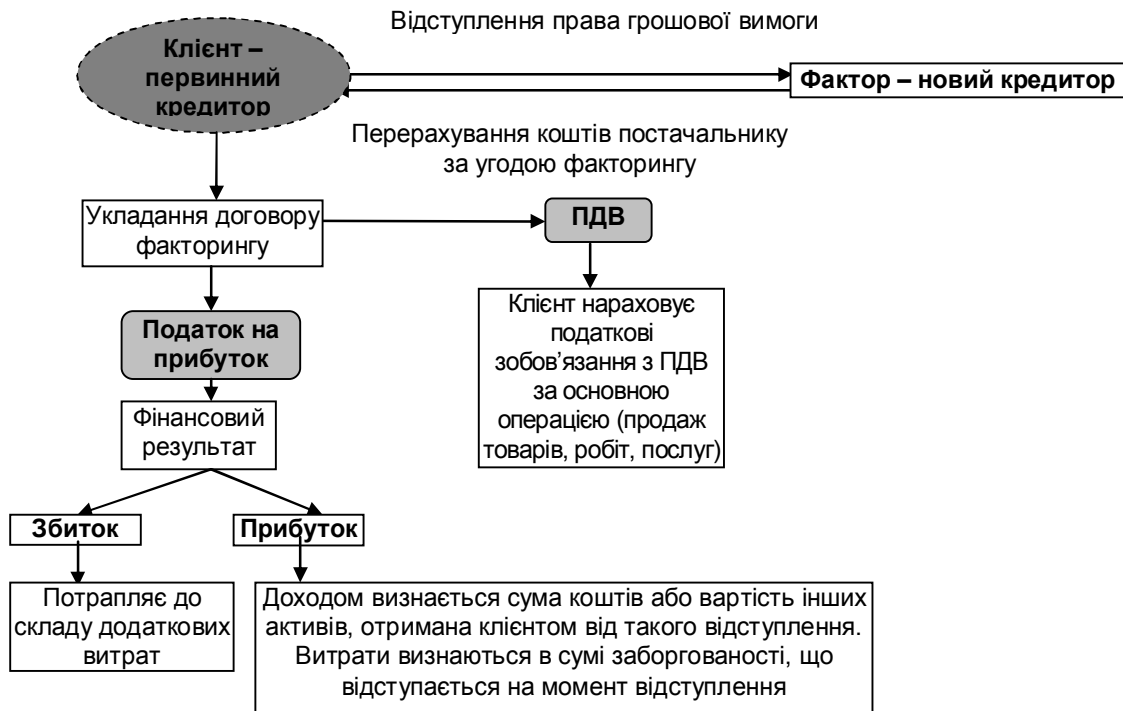 Відступлення права грошової вимоги
Клієнт –
первинний
кредитор
Фактор – новий кредитор
Перерахування коштів постачальнику
за угодою факторингу
Укладання договору
факторингу
ПДВ
Клієнт нараховує
податкові
зобов’язання з ПДВ
за основною
операцією (продаж
товарів, робіт, послуг)
Податок на
прибуток
Фінансовий
результат
Збиток
Прибуток
Потрапляє до
складу додаткових
витрат
Доходом визнається сума коштів або вартість інших
активів, отримана клієнтом від такого відступлення.
Витрати визнаються в сумі заборгованості, що
відступається на момент відступлення